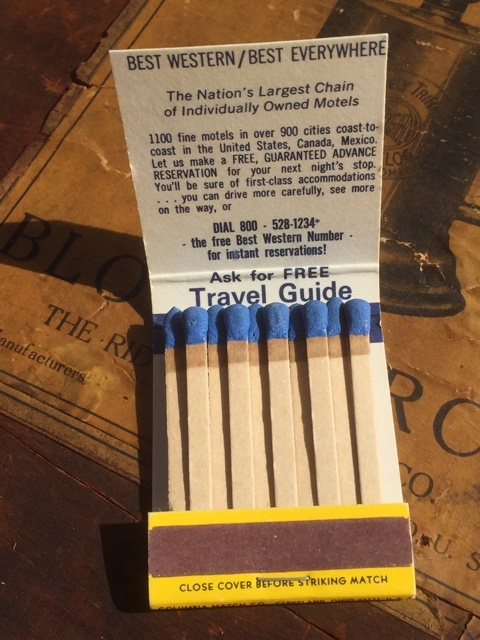 BEST WESTERN/BEST EVERYWHERE
The Nation's Largest Chain
of Individually Owned Motels
1100 fine motels in over 900 cities coast-to-
coast in the United States, Canada, Mexico.
Let us make a FREE, GUARANTEED ADVANCE
RESERVATION for your next night's stop.
You'll be sure of first-class accommodations
. . . you can drive more carefully, see more
on the way, or
DIAL 800 - 528-1234*
- the free Best Western Number -
for instant reservations!
Ask for FREE
Travel Guide
BLO
THE RID
anufacturers
RO
CO.
U. S
CLOSE COVER BEFORE STRIKING MATCH